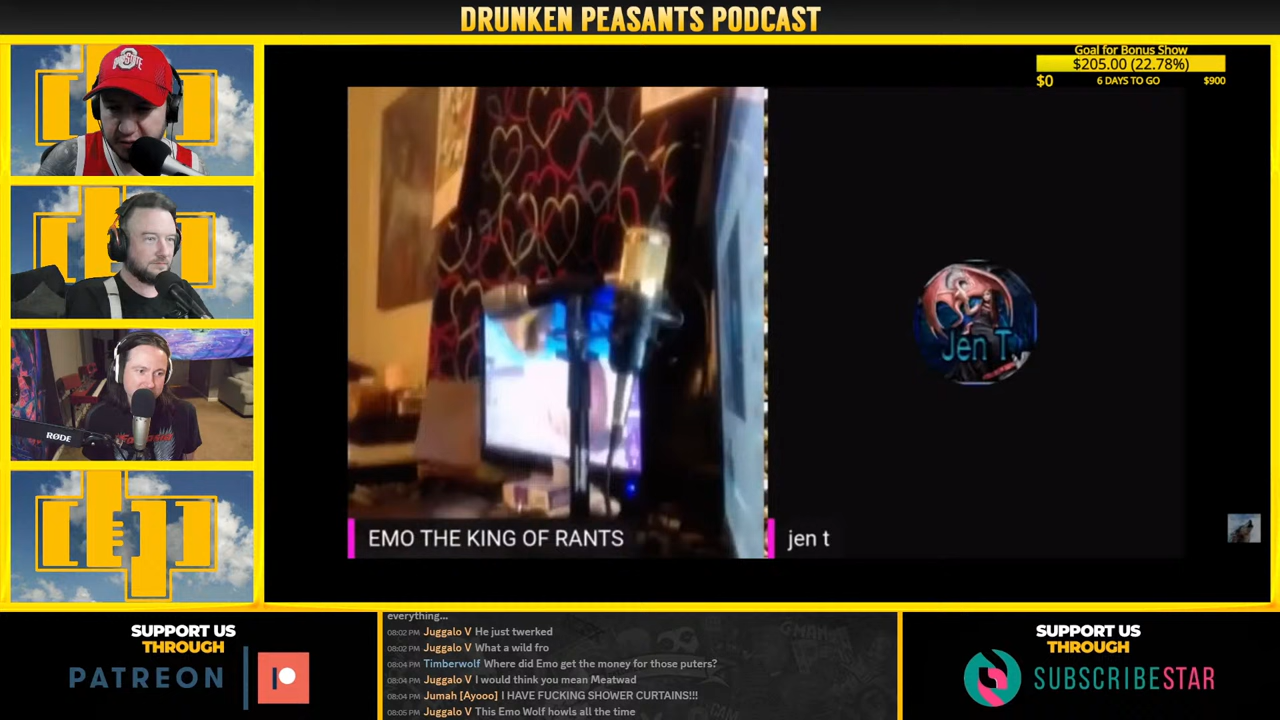 DRUNKEN PEASANTS PODCAST
Goal for Bonus Show
$205.00 (22.78%)
$0 6 DAYS TO GO $900
RØDE
Jen T
EMO THE KING OF RANTS
jen t
SUPPORT US
THROUGH
PATREON
everything...
08:02 PM Juggalo V He just twerked
08:02 PM Juggalo V What a wild fro
08:04 PM Timberwolf Where did Emo get the money for those puters?
08:04 PM Juggalo V I would think you mean Meatwad
08:04 PM Jumah [Ayooo] I HAVE FUCKING SHOWER CURTAINS!!!
08:05 PM Juggalo V This Emo Wolf howls all the time
SUPPORT US
THROUGH
SUBSCRIBESTAR